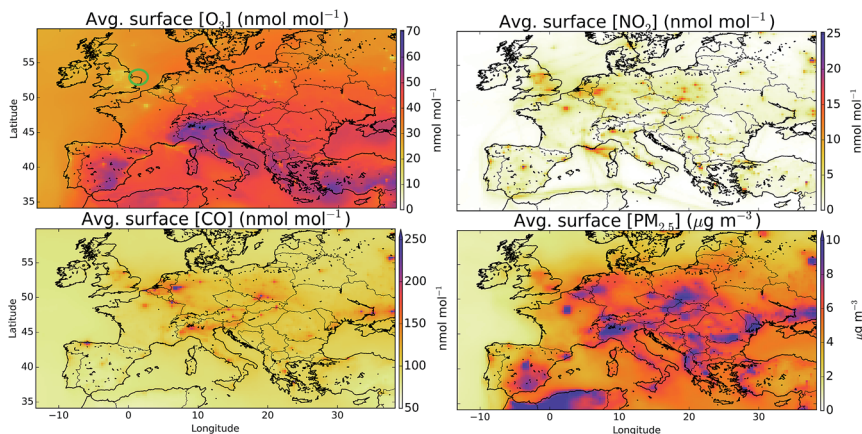 Avg. surface [O₃] (nmol mol⁻¹)
Avg. surface [NO₂] (nmol mol⁻¹)
Latitude
55
50
45
40
35
70
60
50
40
30
20
10
0
nmol mol⁻¹
25
20
15
10
5
0
nmol mol⁻¹
Avg. surface [CO] (nmol mol⁻¹)
Avg. surface [PM₂.₅] (μg m⁻³)
Latitude
55
50
45
40
35
250
200
150
100
50
nmol mol⁻¹
10
8
6
4
2
0
μg m⁻³
−10 0 10 20 30
Longitude
−10 0 10 20 30
Longitude